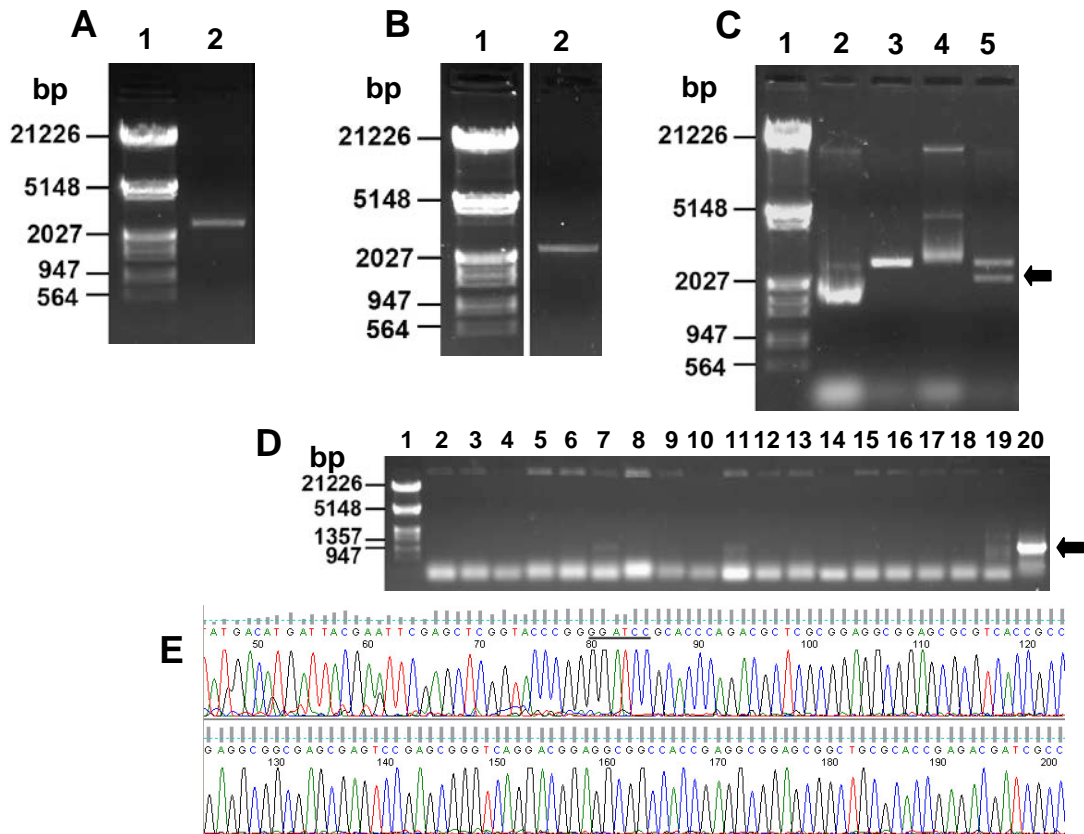 A
1 2
bp
21226
5148
2027
947
564
B
1 2
bp
21226
5148
2027
947
564
C
1 2 3 4 5
bp
21226
5148
2027
947
564
D
1 2 3 4 5 6 7 8 9 10 11 12 13 14 15 16 17 18 19 20
bp
21226
5148
1357
947
E
TATGACATGATTACGAATTCGAGCTCGGTACCCGGGGATCCGCACCCAGACGCTCGCGGAGGCGGAGCGCGTCACCGCC
50 60 70 80 90 100 110 120
GAGGCGGCGAGCGAGTCCGAGCGGGTCAGGACGGAGGCGGCCACCGAGGCGGAGCGGCTGCGCACCGAGACGATCGCC
130 140 150 160 170 180 190 200